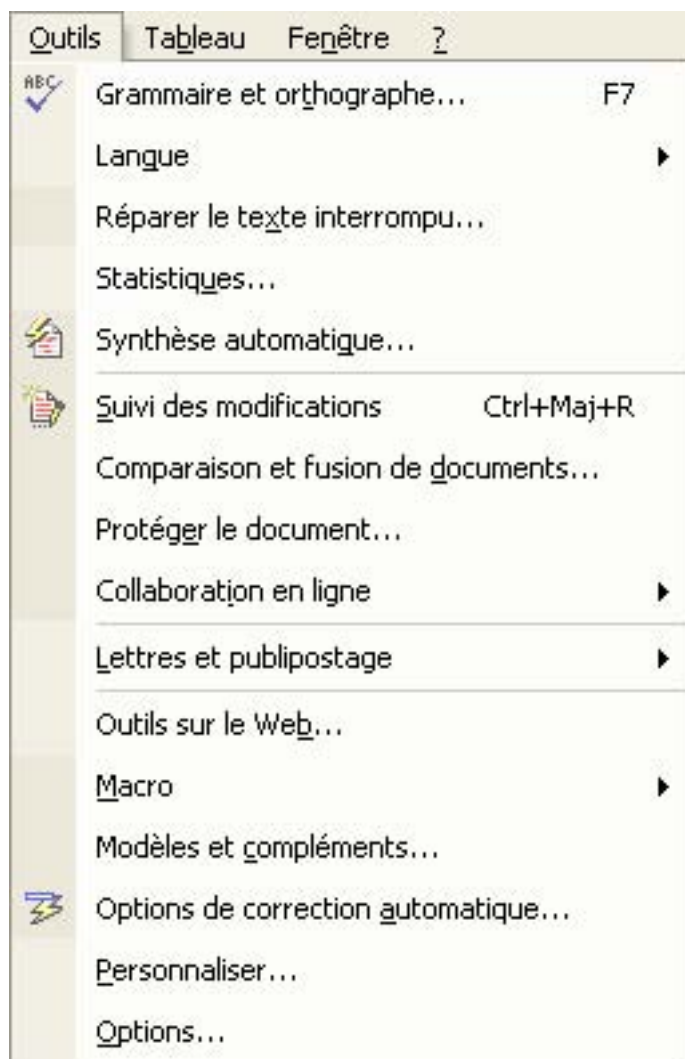 Outils Tableau Fenêtre ?
ABC Grammaire et orthographe... F7
Langue
Réparer le texte interrompu...
Statistiques...
Synthèse automatique...
Suivi des modifications Ctrl+Maj+R
Comparaison et fusion de documents...
Protéger le document...
Collaboration en ligne
Lettres et publipostage
Outils sur le Web...
Macro
Modèles et compléments...
Options de correction automatique...
Personnaliser...
Options...